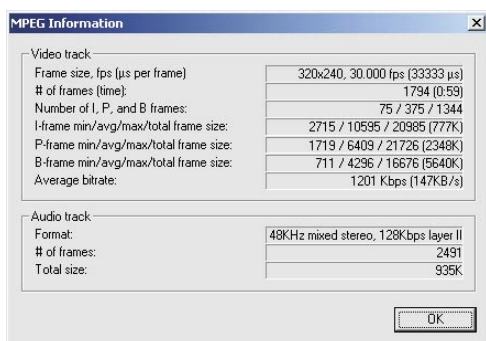 MPEG Information
Video track
Frame size, fps (µs per frame) 320x240, 30.000 fps (33333 µs)
# of frames (time): 1794 (0:59)
Number of I, P, and B frames: 75 / 375 / 1344
I-frame min/avg/max/total frame size: 2715 / 10595 / 20985 (777K)
P-frame min/avg/max/total frame size: 1719 / 6409 / 21726 (2348K)
B-frame min/avg/max/total frame size: 711 / 4296 / 16676 (5640K)
Average bitrate: 1201 Kbps (147KB/s)
Audio track
Format: 48KHz mixed stereo, 128Kbps layer II
# of frames: 2491
Total size: 935K
OK